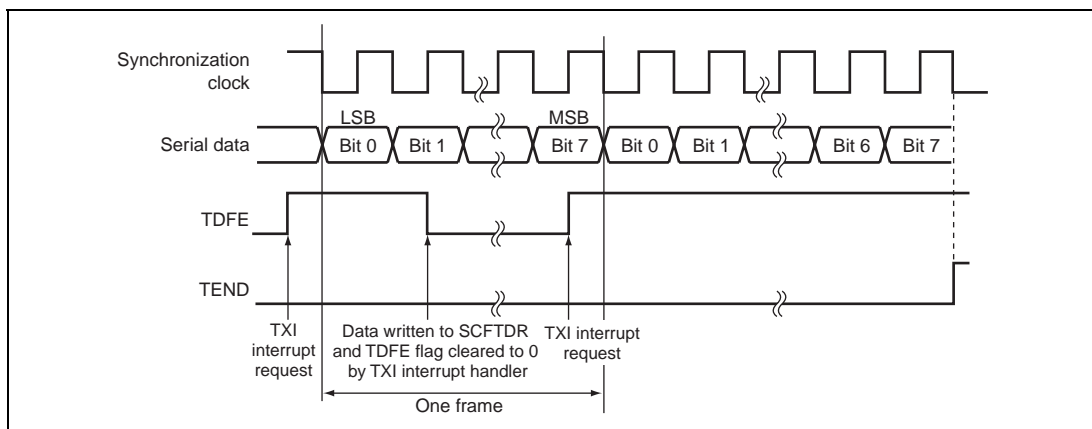 Synchronization
clock
LSB
MSB
Serial data
Bit 0
Bit 1
Bit 7
Bit 0
Bit 1
Bit 6
Bit 7
TDFE
TEND
TXI
interrupt
request
Data written to SCFTDR
and TDFE flag cleared to 0
by TXI interrupt handler
TXI interrupt
request
One frame